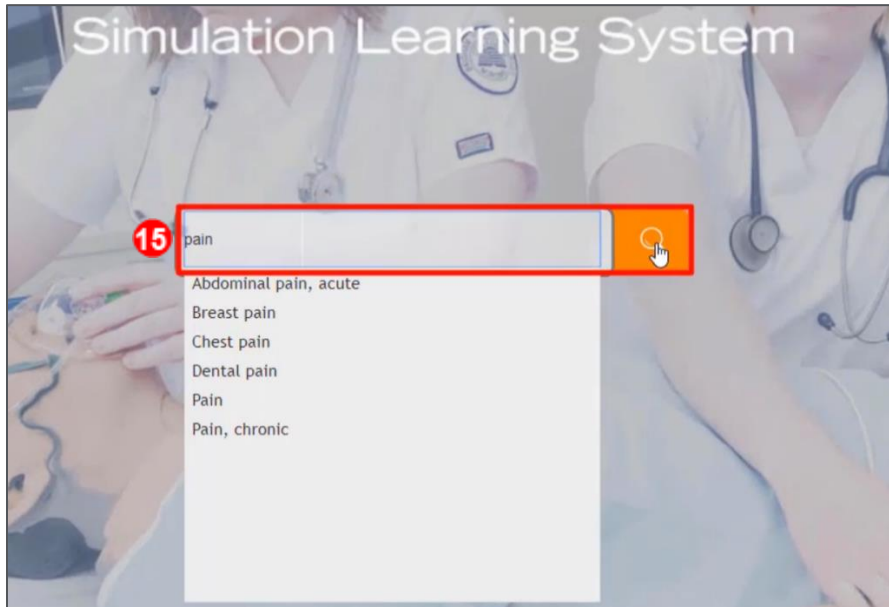 Simulation Learning System
15
pain
Abdominal pain, acute
Breast pain
Chest pain
Dental pain
Pain
Pain, chronic